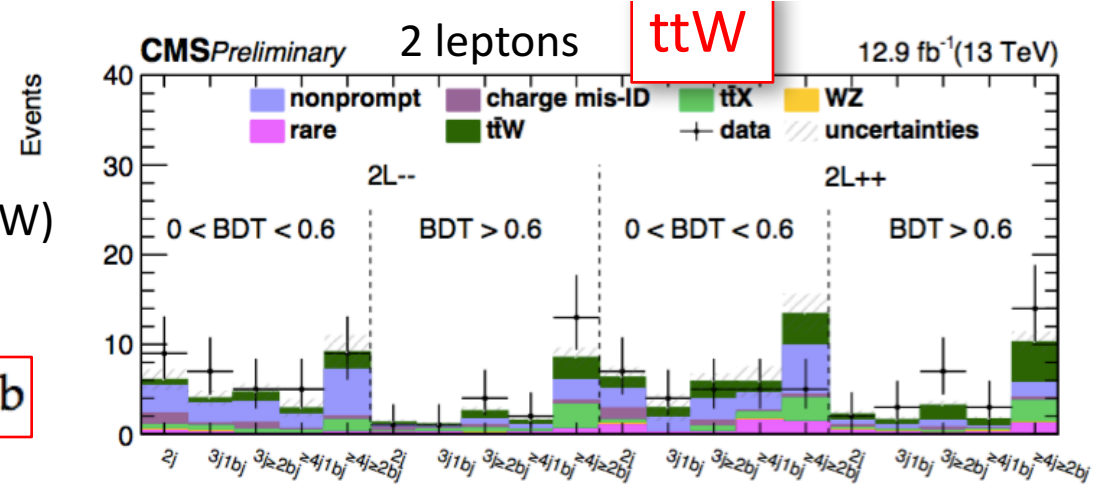 ttW
CMSPreliminary 2 leptons 12.9 fb⁻¹(13 TeV)
Events
40
nonprompt charge mis-ID tt̄X WZ
rare tt̄W data uncertainties
30
2L-- 2L++
W)
0 < BDT < 0.6 BDT > 0.6 0 < BDT < 0.6 BDT > 0.6
20
10
b
0
2j 3j1bj 3j≥2bj ≥4j1bj ≥4j≥2bj 2j 3j1bj 3j≥2bj ≥4j1bj ≥4j≥2bj 2j 3j1bj 3j≥2bj ≥4j1bj ≥4j≥2bj 2j 3j1bj 3j≥2bj ≥4j1bj ≥4j≥2bj